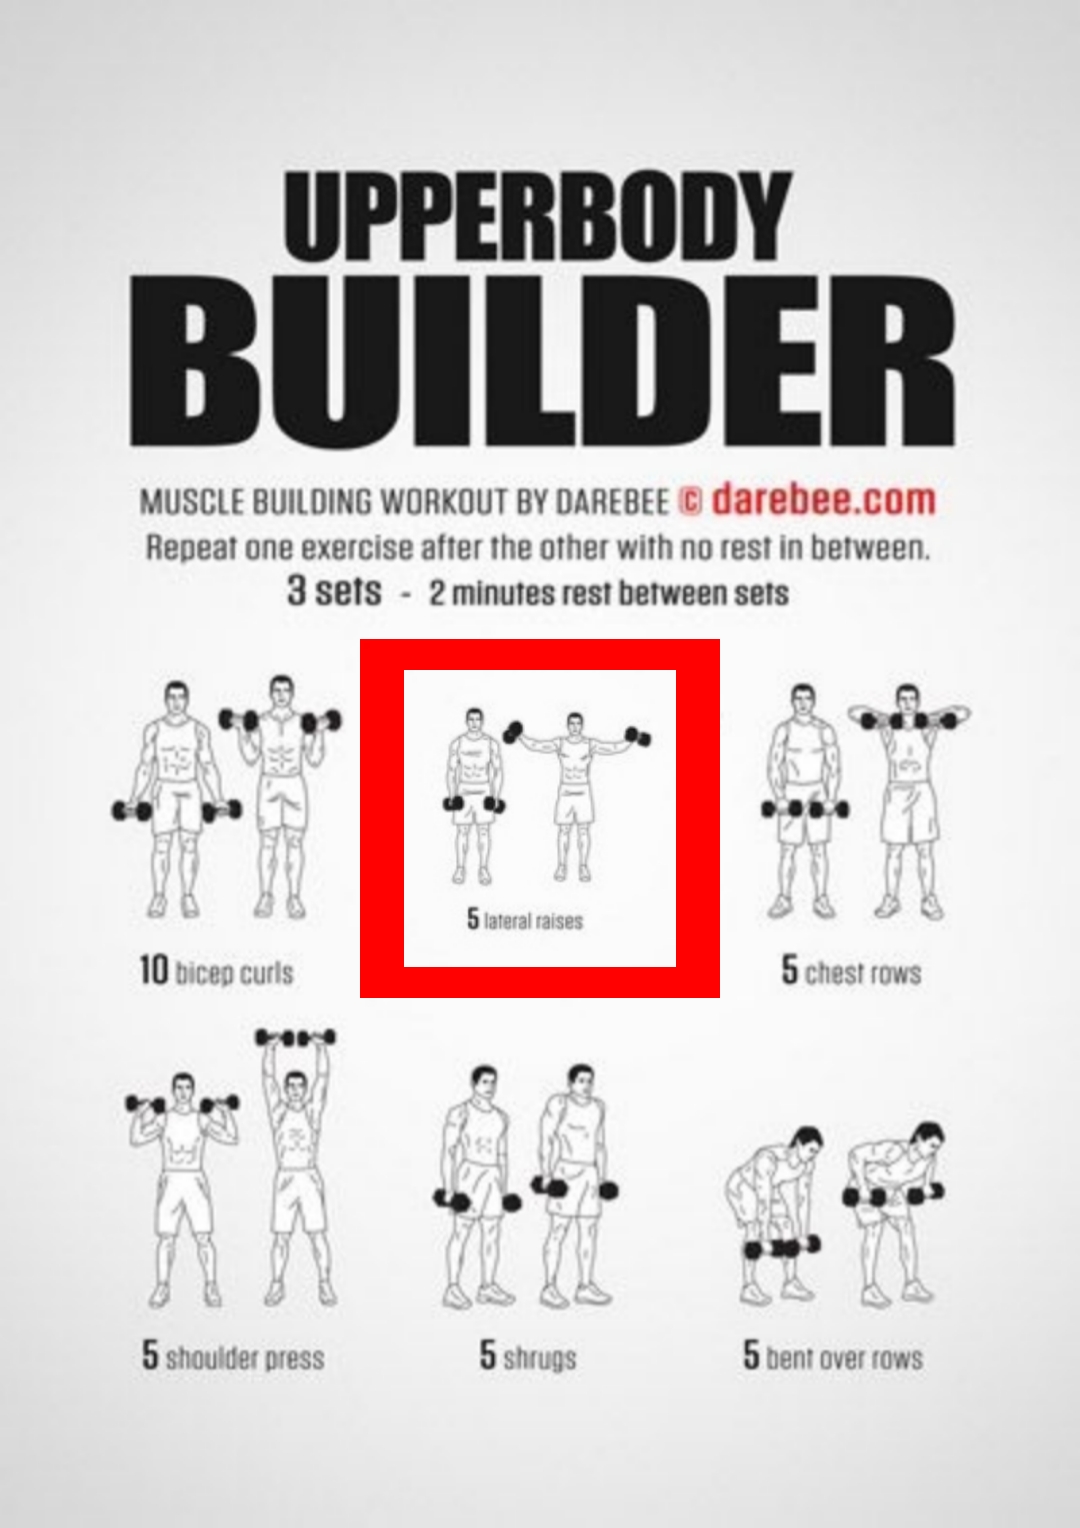 UPPERBODY
BUILDER
MUSCLE BUILDING WORKOUT BY DAREBEE © darebee.com
Repeat one exercise after the other with no rest in between.
3 sets - 2 minutes rest between sets
10 bicep curls
5 lateral raises
5 chest rows
5 shoulder press
5 shrugs
5 bent over rows